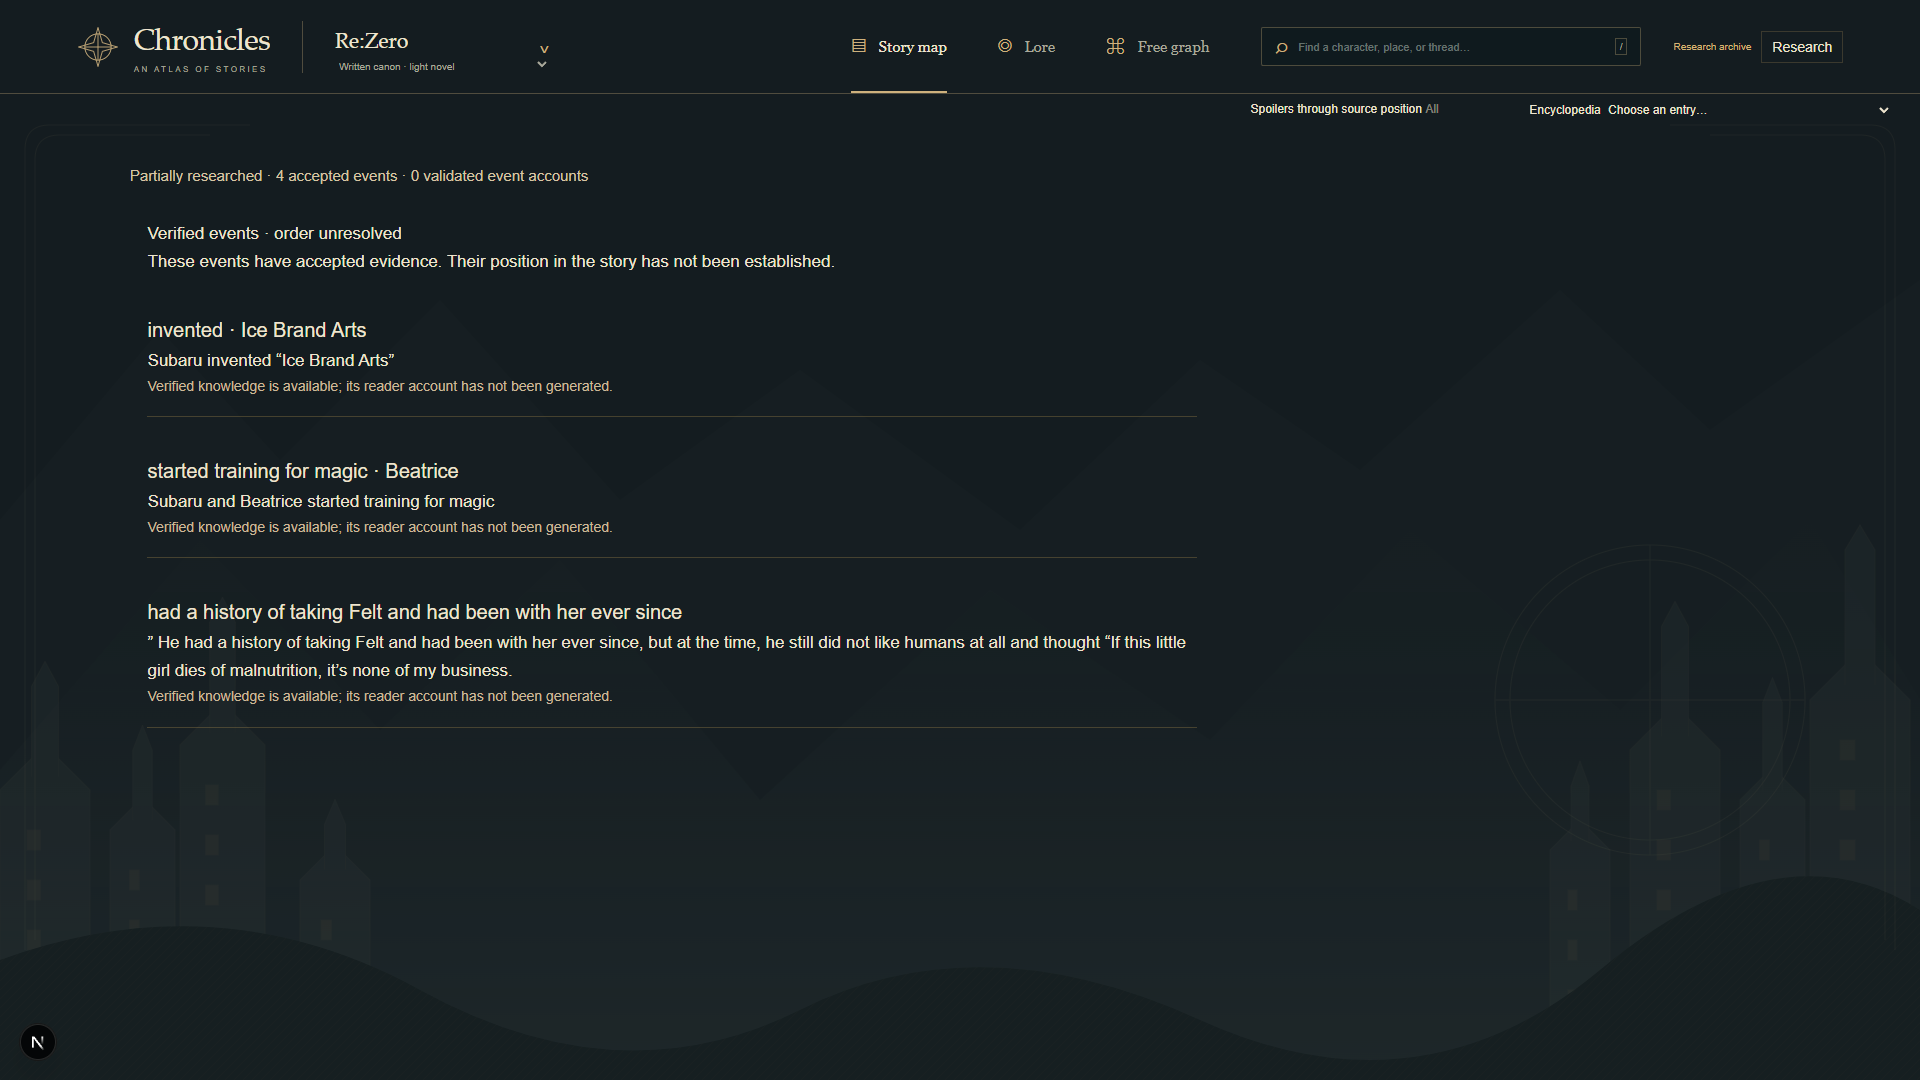 Chronicles
AN ATLAS OF STORIES
Re:Zero
Written canon · light novel
Story map
Lore
Free graph
Find a character, place, or thread...
/
Research archive
Research
Spoilers through source position All
Encyclopedia Choose an entry...
Partially researched · 4 accepted events · 0 validated event accounts
Verified events · order unresolved
These events have accepted evidence. Their position in the story has not been established.
invented · Ice Brand Arts
Subaru invented “Ice Brand Arts”
Verified knowledge is available; its reader account has not been generated.
started training for magic · Beatrice
Subaru and Beatrice started training for magic
Verified knowledge is available; its reader account has not been generated.
had a history of taking Felt and had been with her ever since
” He had a history of taking Felt and had been with her ever since, but at the time, he still did not like humans at all and thought “If this little
girl dies of malnutrition, it’s none of my business.
Verified knowledge is available; its reader account has not been generated.
N